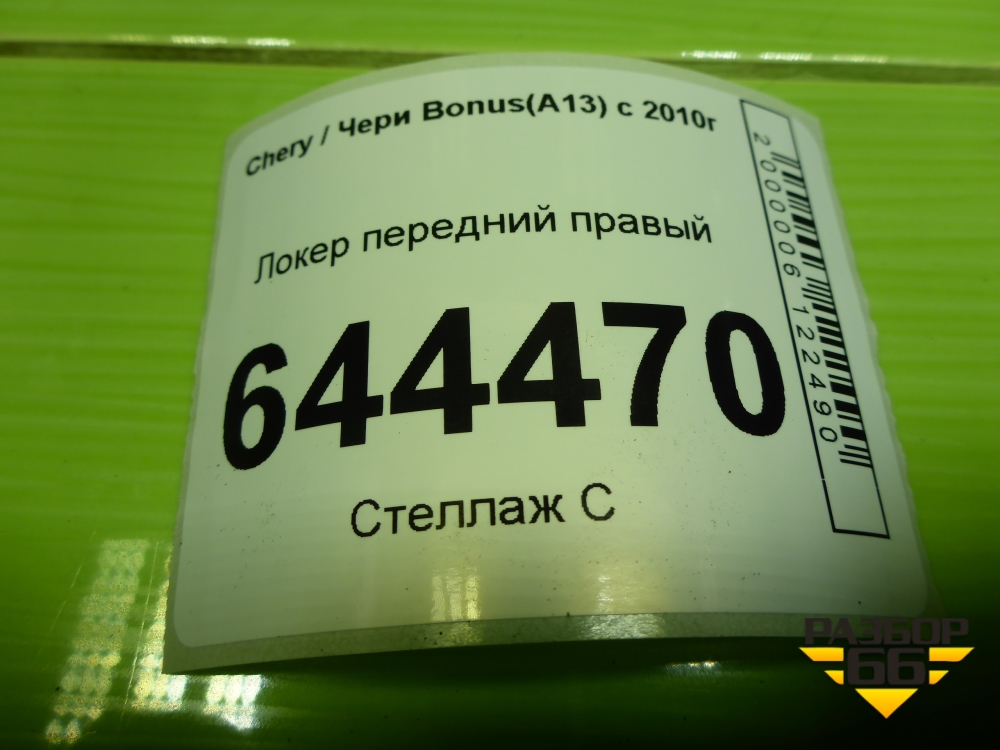 Chery / Чери Bonus(A13) с 2010г
Локер передний правый
644470
Стеллаж С
2000006122490
РАЗБОР
66